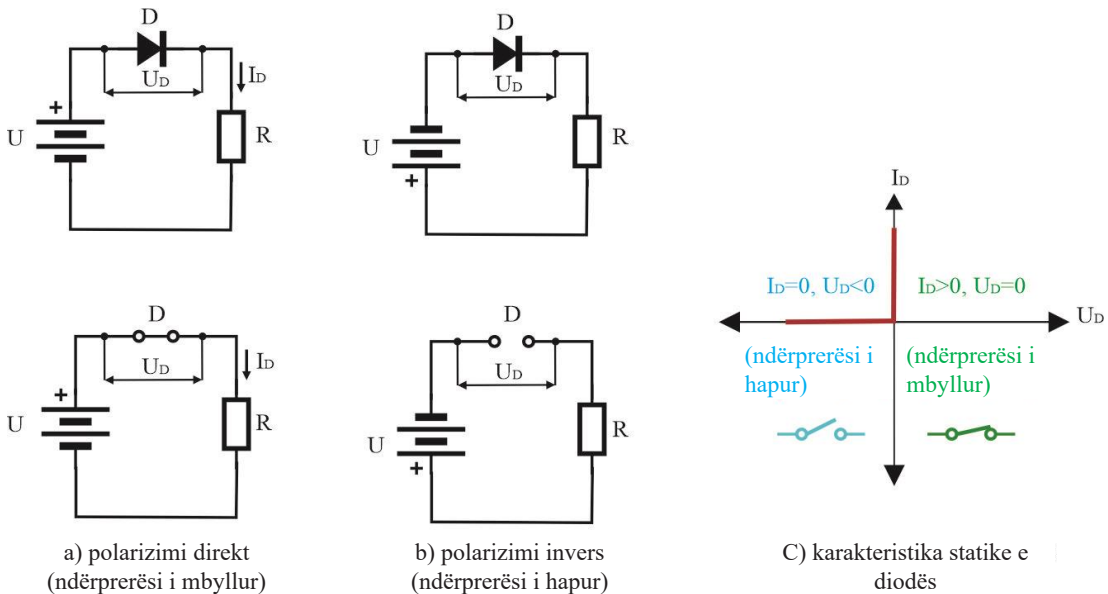 D
UD
ID
+
U
R
D
UD
U
+
R
D
UD
ID
+
U
R
D
UD
U
+
R
ID
ID=0, UD<0
ID>0, UD=0
UD
(ndërprerësi i
hapur)
(ndërprerësi i
mbyllur)
a) polarizimi direkt
(ndërprerësi i mbyllur)
b) polarizimi invers
(ndërprerësi i hapur)
C) karakteristika statike e
diodës